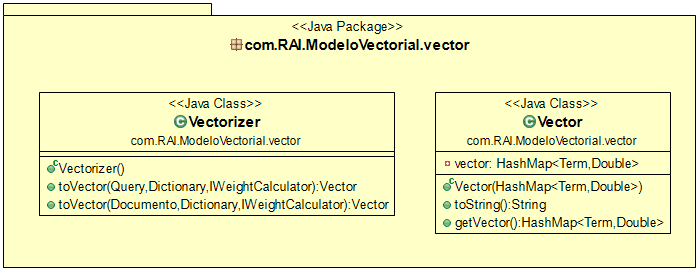 <<Java Package>>
com.RAI.ModeloVectorial.vector
<<Java Class>>
Vectorizer
com.RAI.ModeloVectorial.vector
Vectorizer()
toVector(Query,Dictionary,IWeightCalculator):Vector
toVector(Documento,Dictionary,IWeightCalculator):Vector
<<Java Class>>
Vector
com.RAI.ModeloVectorial.vector
vector: HashMap<Term,Double>
Vector(HashMap<Term,Double>)
toString():String
getVector():HashMap<Term,Double>